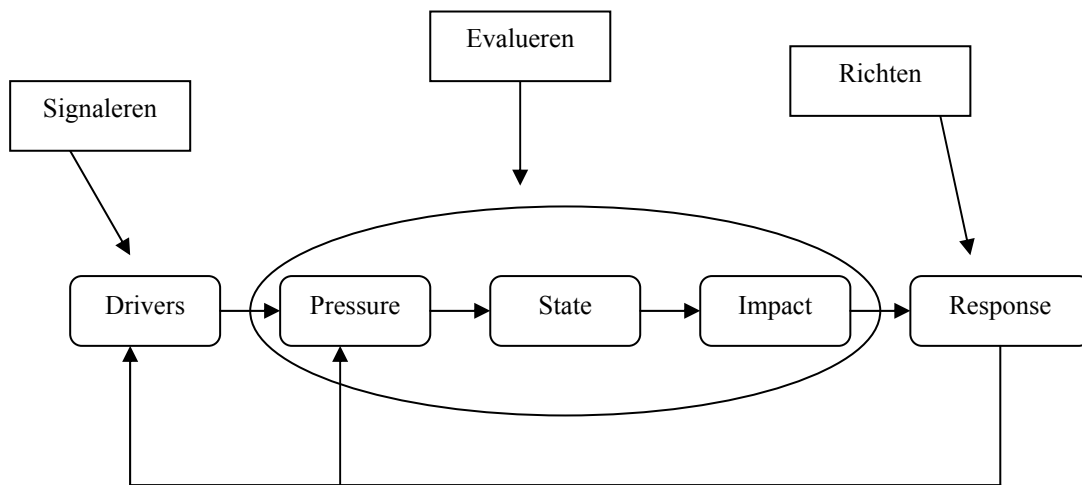 Evalueren
Richten
Signaleren
Drivers
Pressure
State
Impact
Response